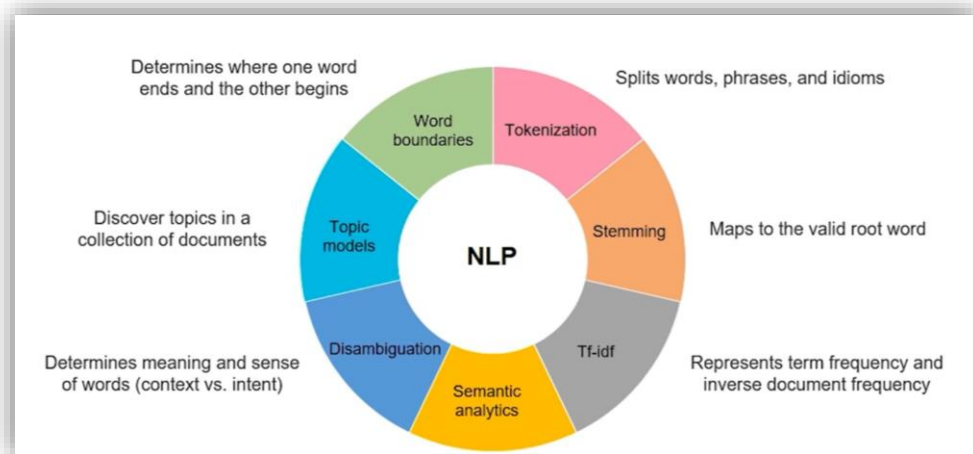 Determines where one word
ends and the other begins
Splits words, phrases, and idioms
Word
boundaries
Tokenization
Discover topics in a
collection of documents
Topic
models
NLP
Stemming
Maps to the valid root word
Determines meaning and sense
of words (context vs. intent)
Disambiguation
Tf-idf
Represents term frequency and
inverse document frequency
Semantic
analytics